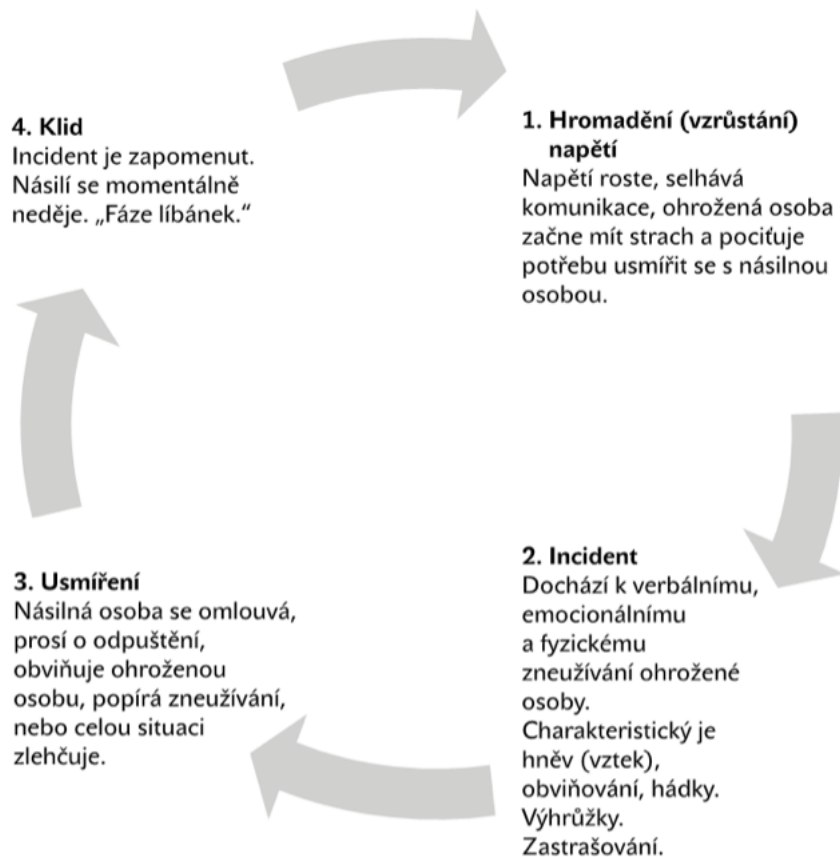 1. Hromadění (vzrůstání)
napětí
Napětí roste, selhává
komunikace, ohrožená osoba
začne mít strach a pociťuje
potřebu usmířit se s násilnou
osobou.
2. Incident
Dochází k verbálnímu,
emocionálnímu
a fyzickému
zneužívání ohrožené
osoby.
Charakteristický je
hněv (vztek),
obviňování, hádky.
Výhrůžky.
Zastrašování.
3. Usmíření
Násilná osoba se omlouvá,
prosí o odpuštění,
obviňuje ohroženou
osobu, popírá zneužívání,
nebo celou situaci
zlehčuje.
4. Klid
Incident je zapomenut.
Násilí se momentálně
neděje. „Fáze líbánek.“